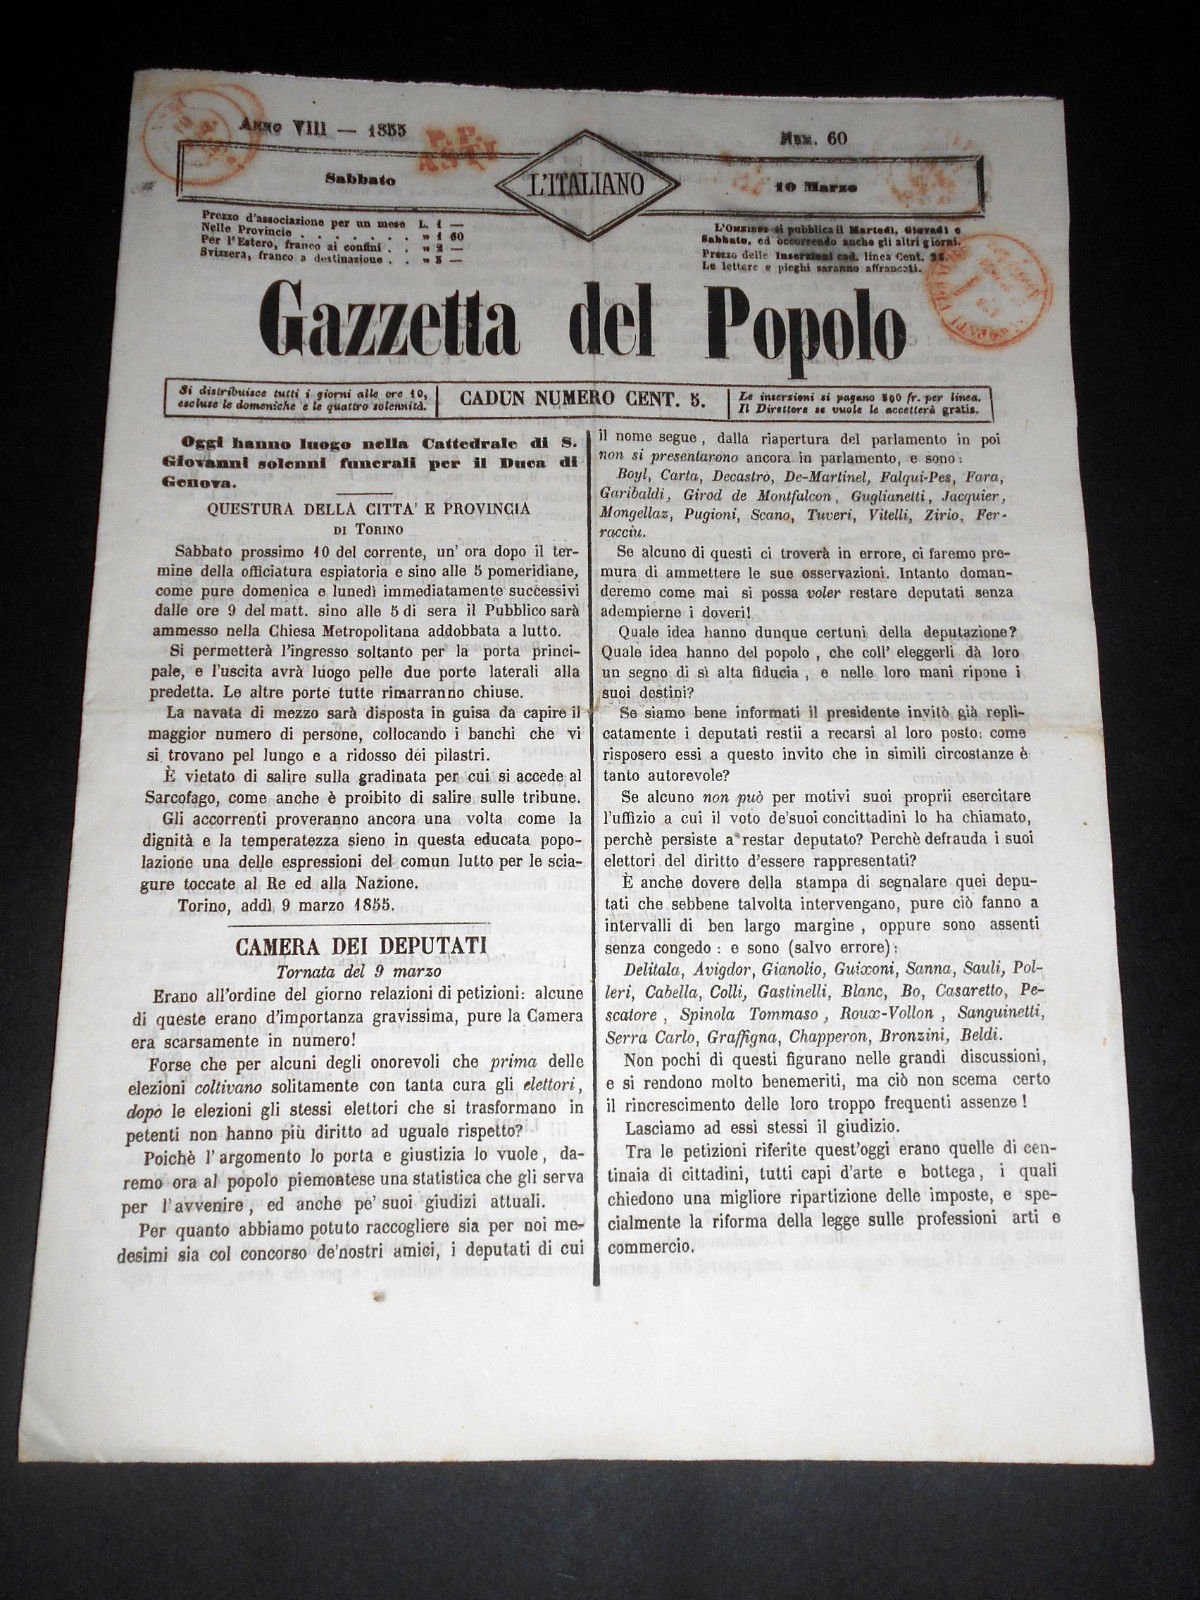 Anno VIII — 1855
Num. 60
P.P.
ASTI
Sabbato
L'ITALIANO
10 Marzo
Prezzo d'associazione per un mese L. 1 —
Nelle Provincie . . . . . . . » 1 60
Per l'Estero, franco ai confini . . » 2 —
Svizzera, franco a destinazione . . » 3 —
si pubblica il Martedì, Giovedì e
Sabbato, ed occorrendo anche gli altri giorni.
Prezzo delle Inserzioni cad. linea Cent. 25.
Le lettere e pieghi saranno affrancati.
Gazzetta del Popolo
Si distribuisce tutti i giorni alle ore 10,
escluse le domeniche e le quattro solennità.
CADUN NUMERO CENT. 5.
Le inserzioni si pagano 500 fr. per linea.
Il Direttore se vuole le accetterà gratis.
Oggi hanno luogo nella Cattedrale di S.
Giovanni solenni funerali per il Duca di
Genova.
QUESTURA DELLA CITTA' E PROVINCIA
DI TORINO
Sabbato prossimo 10 del corrente, un' ora dopo il ter-
mine della officiatura espiatoria e sino alle 5 pomeridiane,
come pure domenica e lunedì immediatamente successivi
dalle ore 9 del matt. sino alle 5 di sera il Pubblico sarà
ammesso nella Chiesa Metropolitana addobbata a lutto.
Si permetterà l'ingresso soltanto per la porta princi-
pale, e l'uscita avrà luogo pelle due porte laterali alla
predetta. Le altre porte tutte rimarranno chiuse.
La navata di mezzo sarà disposta in guisa da capire il
maggior numero di persone, collocando i banchi che vi
si trovano pel lungo e a ridosso dei pilastri.
È vietato di salire sulla gradinata per cui si accede al
Sarcofago, come anche è proibito di salire sulle tribune.
Gli accorrenti proveranno ancora una volta come la
dignità e la temperatezza sieno in questa educata popo-
lazione una delle espressioni del comun lutto per le scia-
gure toccate al Re ed alla Nazione.
Torino, addì 9 marzo 1855.
CAMERA DEI DEPUTATI
Tornata del 9 marzo
Erano all'ordine del giorno relazioni di petizioni: alcune
di queste erano d'importanza gravissima, pure la Camera
era scarsamente in numero!
Forse che per alcuni degli onorevoli che prima delle
elezioni coltivano solitamente con tanta cura gli elettori,
dopo le elezioni gli stessi elettori che si trasformano in
petenti non hanno più diritto ad uguale rispetto?
Poichè l'argomento lo porta e giustizia lo vuole, da-
remo ora al popolo piemontese una statistica che gli serva
per l'avvenire, ed anche pe' suoi giudizi attuali.
Per quanto abbiamo potuto raccogliere sia per noi me-
desimi sia col concorso de'nostri amici, i deputati di cui
il nome segue, dalla riapertura del parlamento in poi
non si presentarono ancora in parlamento, e sono:
Boyl, Carta, Decastrò, De-Martinel, Falqui-Pes, Fara,
Garibaldi, Girod de Montfalcon, Guglianetti, Jacquier,
Mongellaz, Pugioni, Scano, Tuveri, Vitelli, Zirio, Fer-
racciu.
Se alcuno di questi ci troverà in errore, ci faremo pre-
mura di ammettere le sue osservazioni. Intanto doman-
deremo come mai si possa voler restare deputati senza
adempierne i doveri!
Quale idea hanno dunque certuni della deputazione?
Quale idea hanno del popolo, che coll' eleggerli dà loro
un segno di sì alta fiducia, e nelle loro mani ripone i
suoi destini?
Se siamo bene informati il presidente invitò già repli-
catamente i deputati restii a recarsi al loro posto: come
risposero essi a questo invito che in simili circostanze è
tanto autorevole?
Se alcuno non può per motivi suoi proprii esercitare
l'uffizio a cui il voto de'suoi concittadini lo ha chiamato,
perchè persiste a restar deputato? Perchè defrauda i suoi
elettori del diritto d'essere rappresentati?
È anche dovere della stampa di segnalare quei depu-
tati che sebbene talvolta intervengano, pure ciò fanno a
intervalli di ben largo margine, oppure sono assenti
senza congedo: e sono (salvo errore):
Delitala, Avigdor, Gianolio, Guixoni, Sanna, Sauli, Pol-
leri, Cabella, Colli, Gastinelli, Blanc, Bo, Casaretto, Pe-
scatore, Spinola Tommaso, Roux-Vollon, Sanguinetti,
Serra Carlo, Graffigna, Chapperon, Bronzini, Beldi.
Non pochi di questi figurano nelle grandi discussioni,
e si rendono molto benemeriti, ma ciò non scema certo
il rincrescimento delle loro troppo frequenti assenze!
Lasciamo ad essi stessi il giudizio.
Tra le petizioni riferite quest'oggi erano quelle di cen-
tinaia di cittadini, tutti capi d'arte e bottega, i quali
chiedono una migliore ripartizione delle imposte, e spe-
cialmente la riforma della legge sulle professioni arti e
commercio.